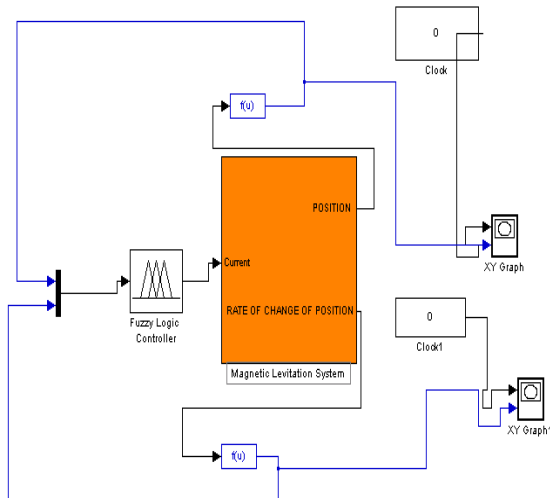 0
Clock
f(u)
POSITION
XY Graph
Current
Fuzzy Logic
Controller
RATE OF CHANGE OF POSITION
0
Clock1
Magnetic Levitation System
XY Graph1
f(u)